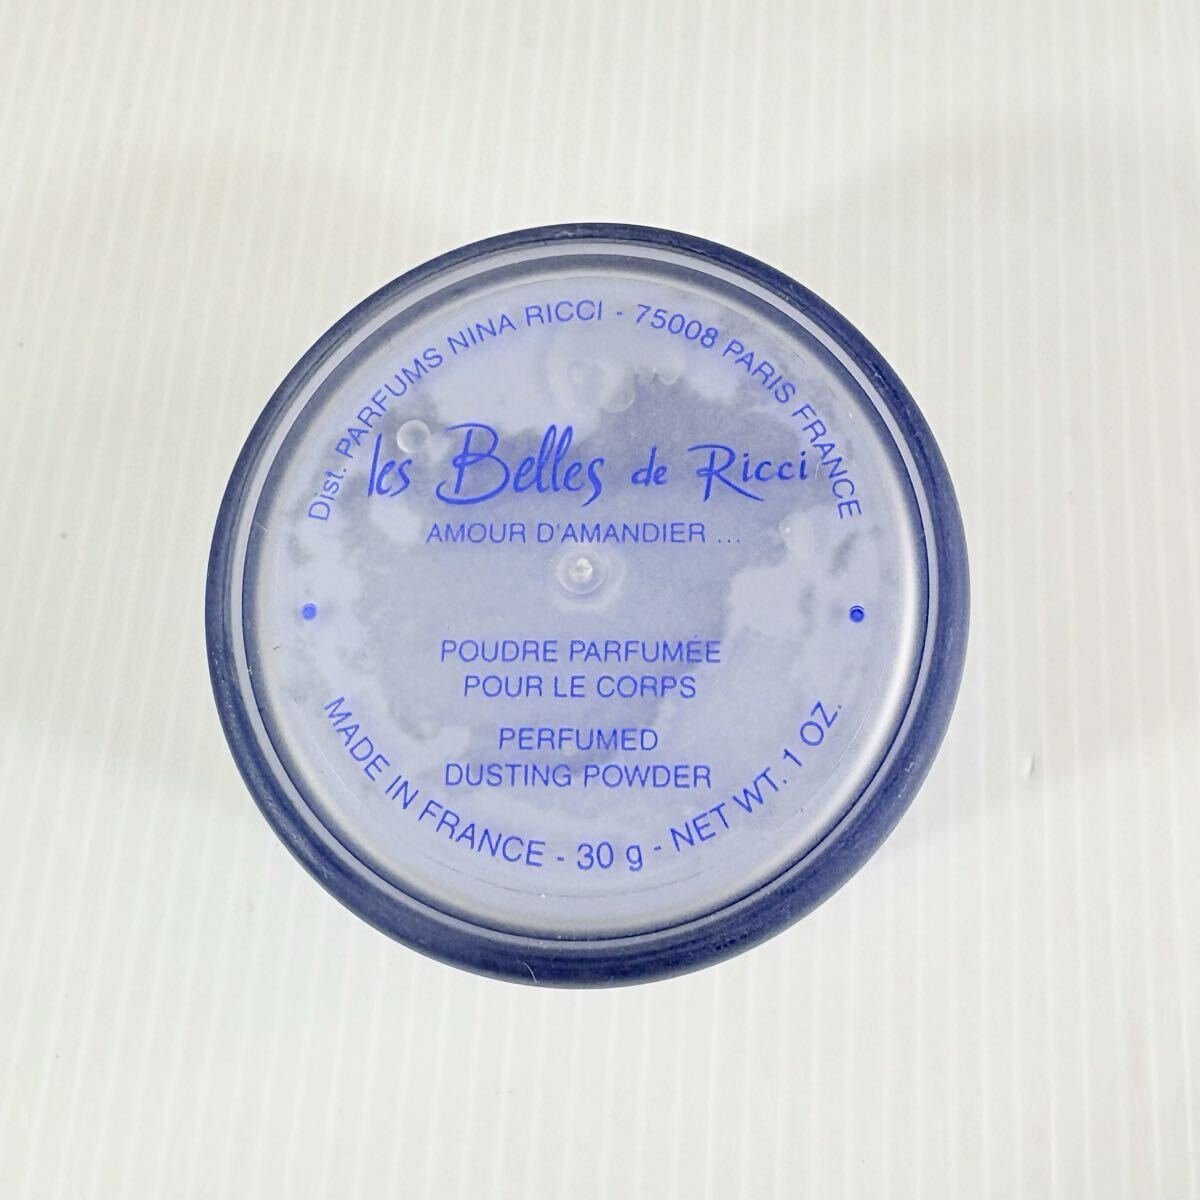 Dist. PARFUMS NINA RICCI - 75008 PARIS FRANCE
les Belles de Ricci
AMOUR D'AMANDIER ...
POUDRE PARFUMÉE
POUR LE CORPS
PERFUMED
DUSTING POWDER
MADE IN FRANCE - 30 g - NET WT. 1 OZ.